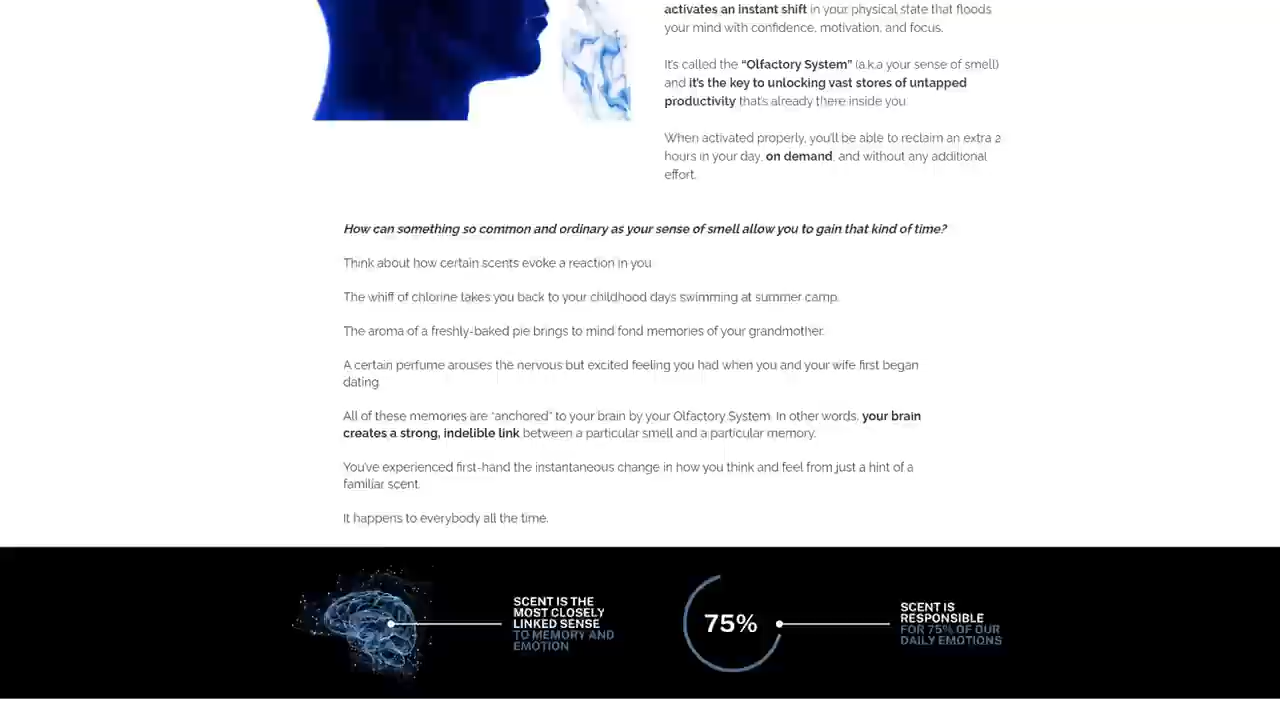 activates an instant shift in your physical state that floods
your mind with confidence, motivation, and focus.
It's called the “Olfactory System” (a.k.a your sense of smell)
and it's the key to unlocking vast stores of untapped
productivity that's already there inside you.
When activated properly, you'll be able to reclaim an extra 2
hours in your day, on demand, and without any additional
effort.
How can something so common and ordinary as your sense of smell allow you to gain that kind of time?
Think about how certain scents evoke a reaction in you.
The whiff of chlorine takes you back to your childhood days swimming at summer camp.
The aroma of a freshly-baked pie brings to mind fond memories of your grandmother.
A certain perfume arouses the nervous but excited feeling you had when you and your wife first began
dating.
All of these memories are “anchored” to your brain by your Olfactory System. In other words, your brain
creates a strong, indelible link between a particular smell and a particular memory.
You've experienced first-hand the instantaneous change in how you think and feel from just a hint of a
familiar scent.
It happens to everybody all the time.
SCENT IS THE
MOST CLOSELY
LINKED SENSE
TO MEMORY AND
EMOTION
75%
SCENT IS
RESPONSIBLE
FOR 75% OF OUR
DAILY EMOTIONS